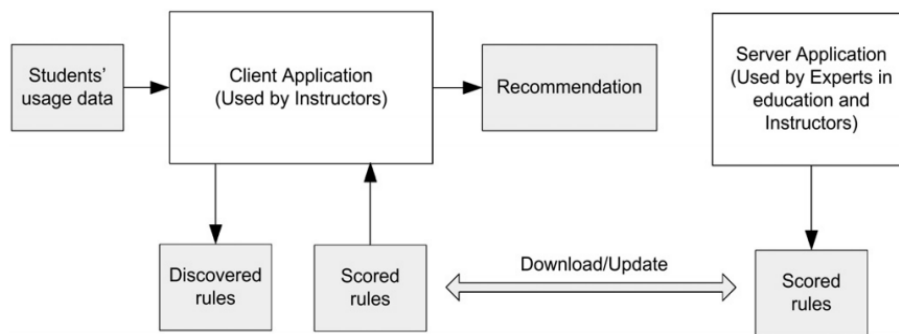 Students’
usage data
Client Application
(Used by Instructors)
Recommendation
Server Application
(Used by Experts in
education and
Instructors)
Discovered
rules
Scored
rules
Download/Update
Scored
rules